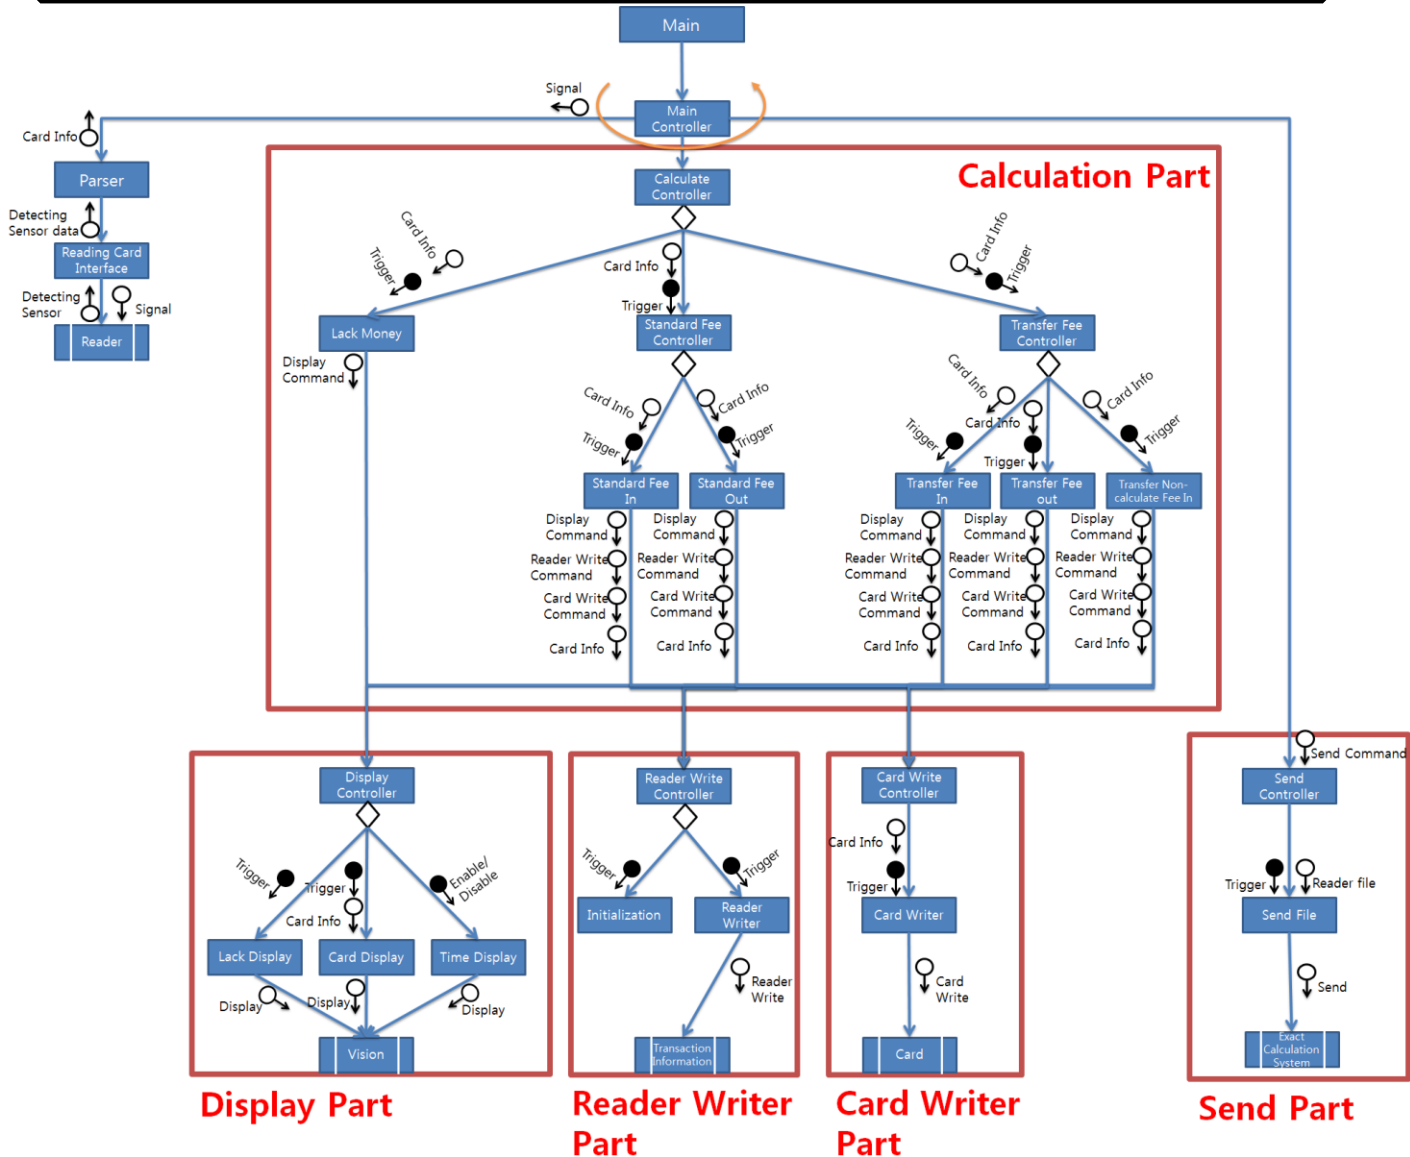 Main
Signal
Main
Controller
Card Info
Parser
Calculate
Controller
Calculation Part
Detecting
Sensor data
Reading Card
Interface
Detecting
Sensor
Signal
Reader
Card Info
Trigger
Card Info
Trigger
Card Info
Trigger
Lack Money
Standard Fee
Controller
Transfer Fee
Controller
Display
Command
Card Info
Trigger
Card Info
Trigger
Card Info
Trigger
Card Info
Trigger
Card Info
Trigger
Standard Fee
In
Standard Fee
Out
Transfer Fee
In
Transfer Fee
out
Transfer Non-
calculate Fee In
Display
Command
Reader Write
Command
Card Write
Command
Card Info
Display
Command
Reader Write
Command
Card Write
Command
Card Info
Display
Command
Reader Write
Command
Card Write
Command
Card Info
Display
Command
Reader Write
Command
Card Write
Command
Card Info
Display
Command
Reader Write
Command
Card Write
Command
Card Info
Display
Controller
Trigger
Trigger
Card Info
Enable/
Disable
Lack Display
Card Display
Time Display
Display
Display
Display
Vision
Display Part
Reader Write
Controller
Trigger
Trigger
Initialization
Reader
Writer
Reader
Write
Transaction
Information
Reader Writer
Part
Card Write
Controller
Card Info
Trigger
Card Writer
Card
Write
Card
Card Writer
Part
Send Command
Send
Controller
Trigger
Reader file
Send File
Send
Exact
Calculation
System
Send Part